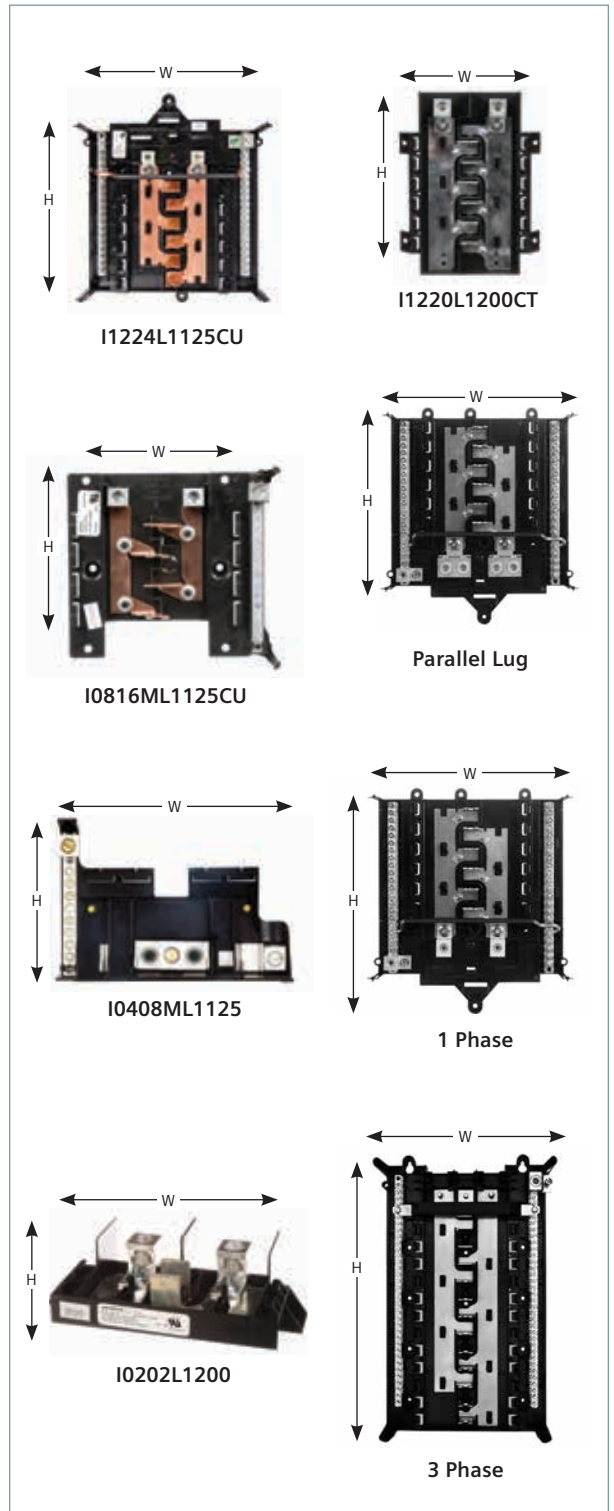 W
H
I1224L1125CU
W
H
I1220L1200CT
W
H
I0816ML1125CU
W
H
Parallel Lug
W
H
I0408ML1125
W
H
1 Phase
W
H
I0202L1200
W
H
3 Phase